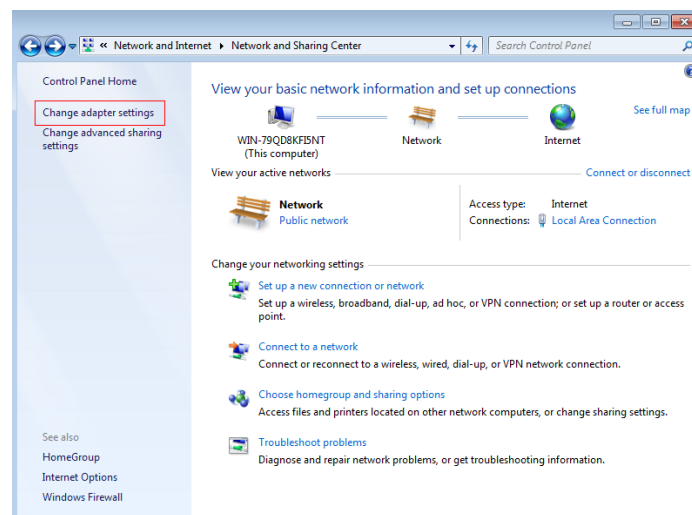 « Network and Internet ▸ Network and Sharing Center
Search Control Panel
Control Panel Home
Change adapter settings
Change advanced sharing
settings
See also
HomeGroup
Internet Options
Windows Firewall
View your basic network information and set up connections
See full map
WIN-79QD8KFI5NT
(This computer)
Network
Internet
View your active networks
Connect or disconnect
Network
Public network
Access type: Internet
Connections: Local Area Connection
Change your networking settings
Set up a new connection or network
Set up a wireless, broadband, dial-up, ad hoc, or VPN connection; or set up a router or access
point.
Connect to a network
Connect or reconnect to a wireless, wired, dial-up, or VPN network connection.
Choose homegroup and sharing options
Access files and printers located on other network computers, or change sharing settings.
Troubleshoot problems
Diagnose and repair network problems, or get troubleshooting information.